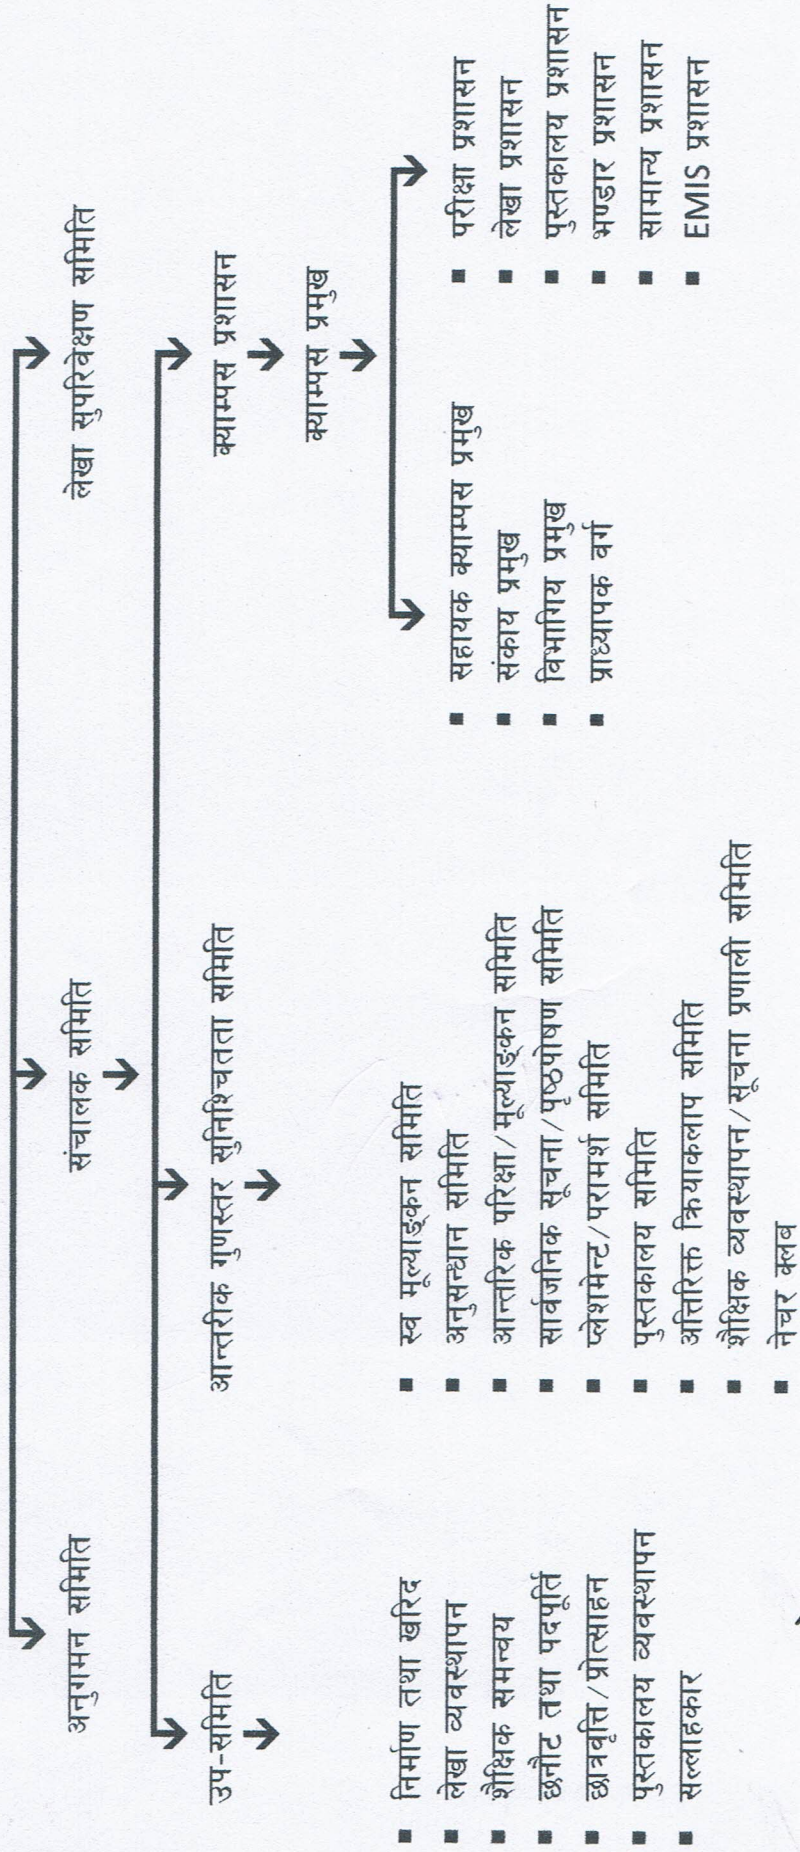 अनुगमन समिति
संचालक समिति
लेखा सुपरिवेक्षण समिति
उप-समिति
आन्तरीक गुणस्तर सुनिश्चितता समिति
क्याम्पस प्रशासन
क्याम्पस प्रमुख
▪ निर्माण तथा खरिद
▪ लेखा व्यवस्थापन
▪ शैक्षिक समन्वय
▪ छनौट तथा पदपूर्ति
▪ छात्रवृत्ति/प्रोत्साहन
▪ पुस्तकालय व्यवस्थापन
▪ सल्लाहकार
▪ स्व मूल्याङ्कन समिति
▪ अनुसन्धान समिति
▪ आन्तरिक परिक्षा/मूल्याङ्कन समिति
▪ सार्वजनिक सूचना/पृष्ठपोषण समिति
▪ प्लेशमेन्ट/परामर्श समिति
▪ पुस्तकालय समिति
▪ अतिरिक्त क्रियाकलाप समिति
▪ शैक्षिक व्यवस्थापन/सूचना प्रणाली समिति
▪ नेचर क्लब
▪ सहायक क्याम्पस प्रमुख
▪ संकाय प्रमुख
▪ विभागिय प्रमुख
▪ प्राध्यापक वर्ग
▪ परीक्षा प्रशासन
▪ लेखा प्रशासन
▪ पुस्तकालय प्रशासन
▪ भण्डार प्रशासन
▪ सामान्य प्रशासन
▪ EMIS प्रशासन